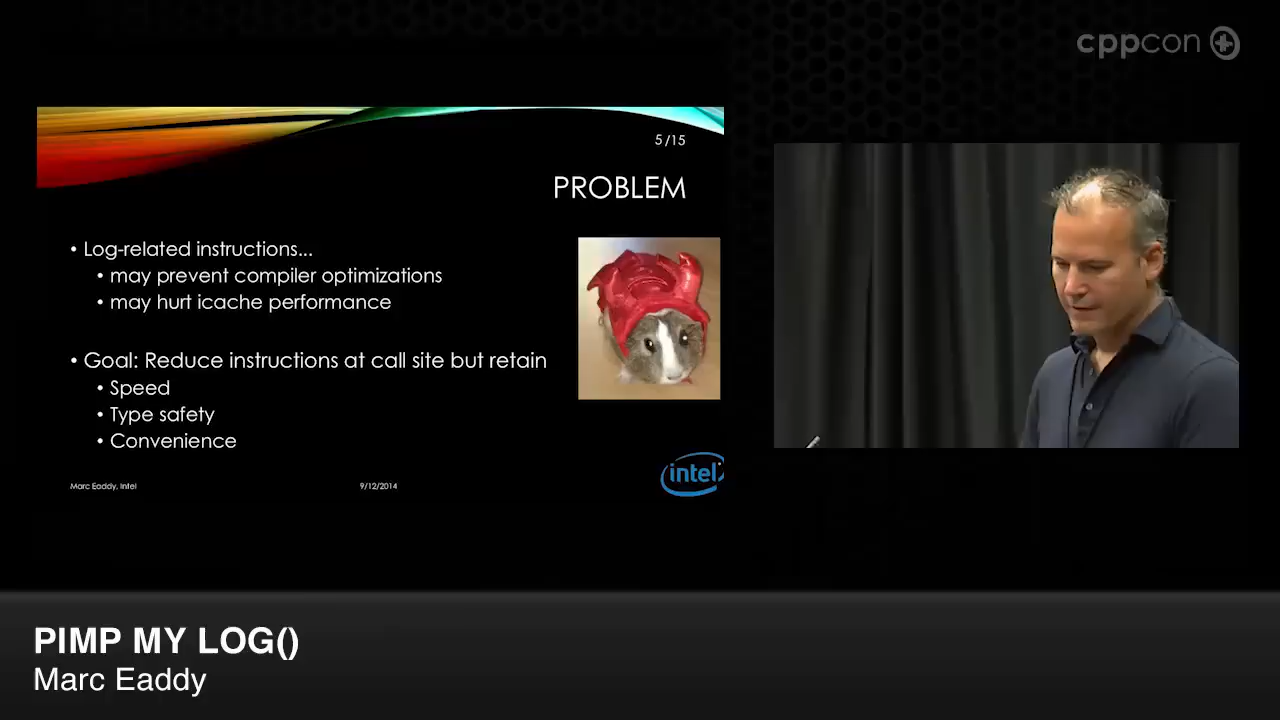 cppcon
5/15
PROBLEM
• Log-related instructions...
• may prevent compiler optimizations
• may hurt icache performance
• Goal: Reduce instructions at call site but retain
• Speed
• Type safety
• Convenience
Marc Eaddy, Intel
9/12/2014
intel
PIMP MY LOG()
Marc Eaddy